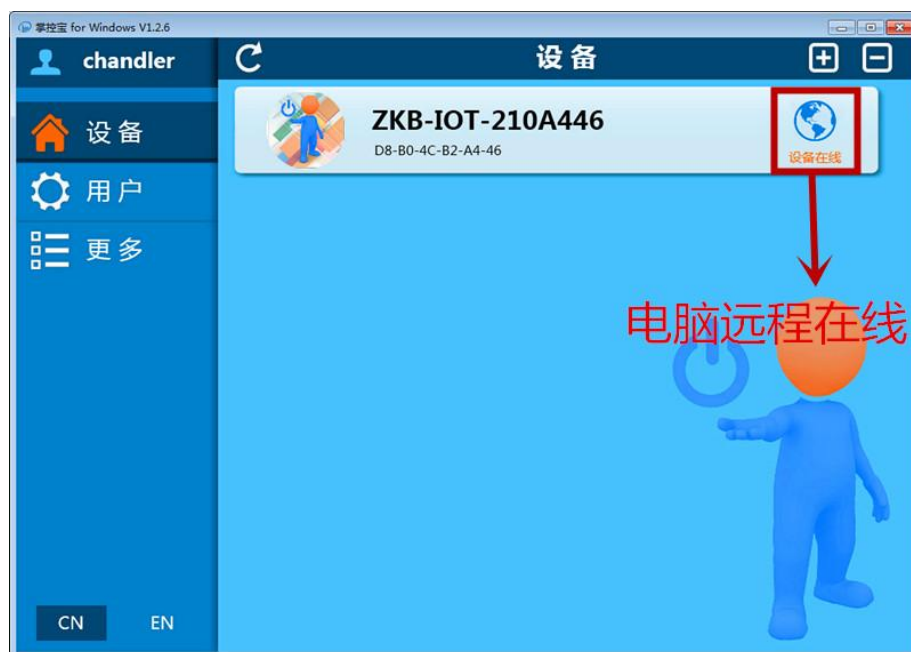 掌控宝 for Windows V1.2.6
chandler
设备
设备
用户
更多
CN
EN
ZKB-IOT-210A446
D8-B0-4C-B2-A4-46
设备在线
电脑远程在线